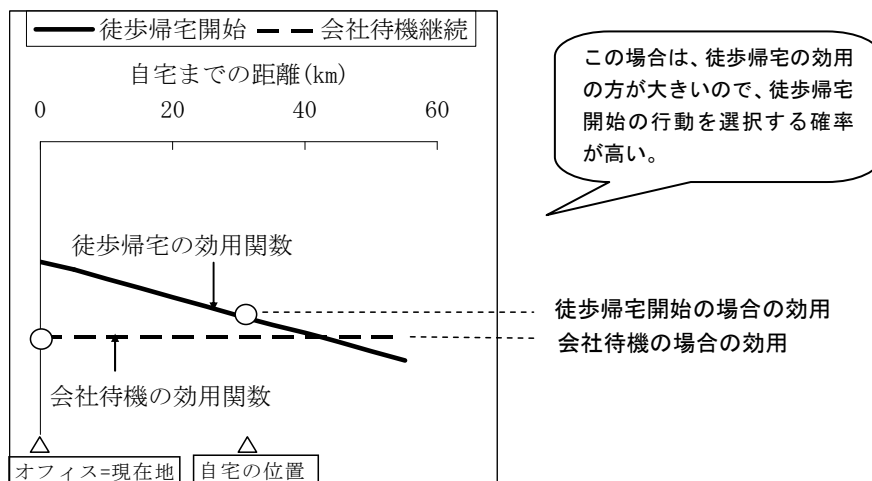 徒歩帰宅開始 会社待機継続
自宅までの距離(km)
0 20 40 60
この場合は、徒歩帰宅の効用
の方が大きいので、徒歩帰宅
開始の行動を選択する確率
が高い。
徒歩帰宅の効用関数
徒歩帰宅開始の場合の効用
会社待機の場合の効用
会社待機の効用関数
オフィス=現在地 自宅の位置